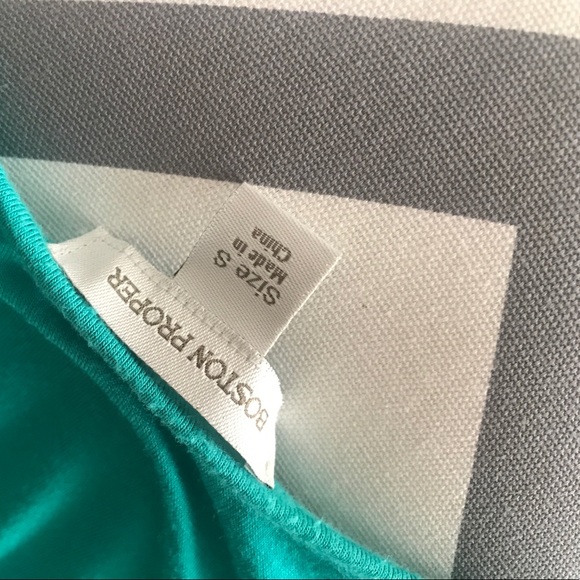 BOSTON PROPER
Size S
Made in
China